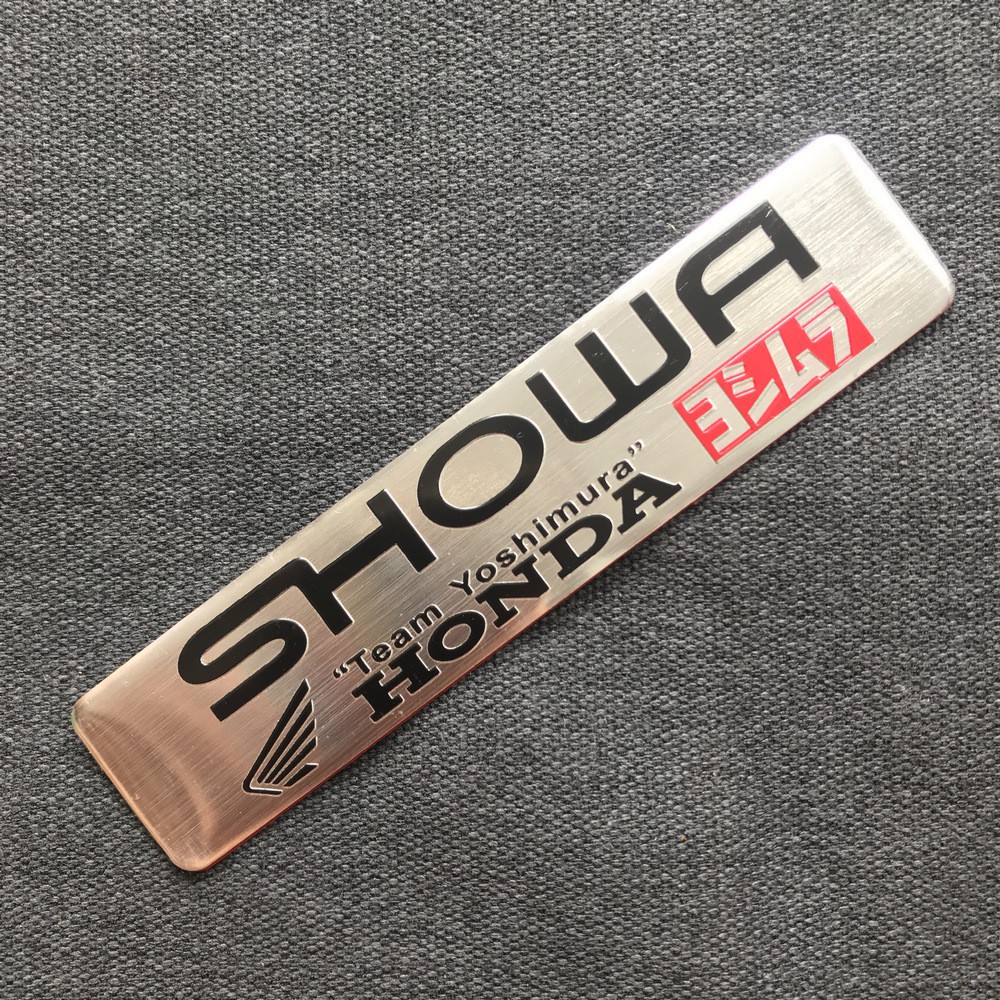 SHOWA
“Team Yoshimura”
HONDA
ヨシムラ